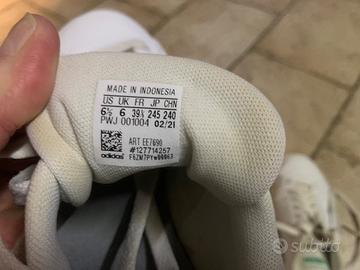 MADE IN INDONESIA
US UK FR JP CHN
6½ 6 39⅓ 245 240
PWJ 001004 02/21
ART EE7690
#127714257
adidas
subito